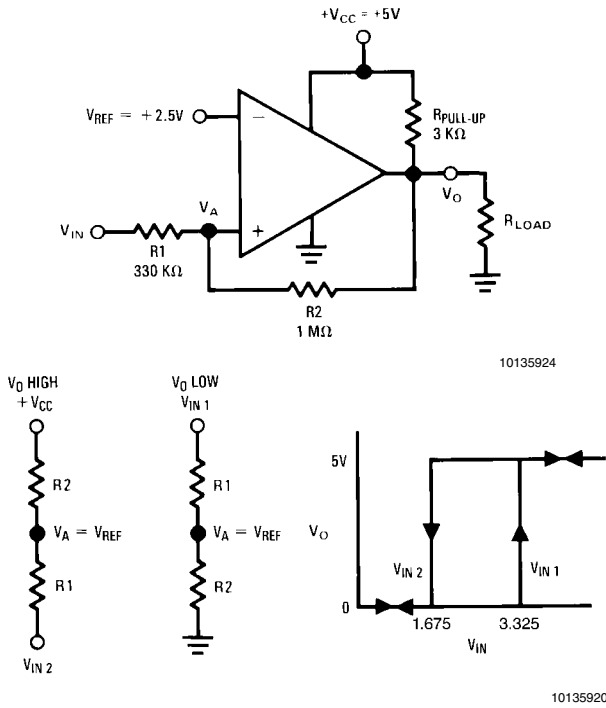 +VCC = +5V
VREF = +2.5V
−
RPULL-UP
3 KΩ
VA
VO
VIN
+
RLOAD
R1
330 KΩ
R2
1 MΩ
10135924
VO HIGH
+ VCC
R2
VA = VREF
R1
VIN 2
VO LOW
VIN 1
R1
VA = VREF
R2
5V
VO
VIN 2
VIN 1
0
1.675
3.325
VIN
10135920